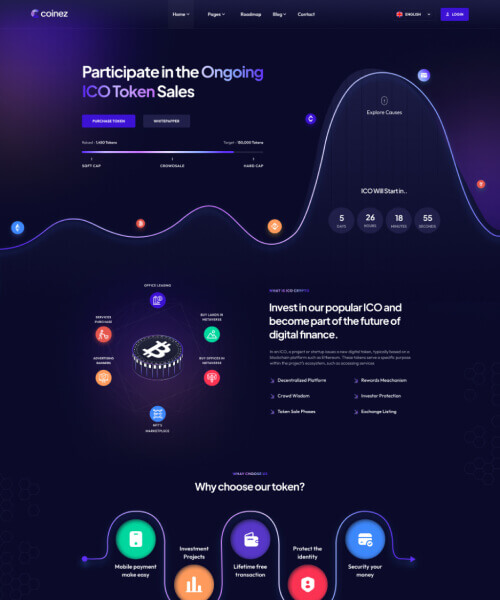 coinez
Home Pages Roadmap Blog Contact
ENGLISH
LOGIN
Participate in the Ongoing
ICO Token Sales
PURCHASE TOKEN
WHITEPAPPER
Raised : 1,450 Tokens
Target : 150,000 Tokens
SOFT CAP
CROWDSALE
HARD CAP
Explore Causes
ICO Will Start in..
5 26 18 55
DAYS HOURS MINUTES SECONDS
OFFICE LEASING
SERVICES
PURCHASE
BUY LANDS IN
METAVERSE
ADVERTISING
BANNERS
BUY OFFICES IN
METAVERSE
NFT'S
MARKETPLACE
WHAT IS ICO CRYPTO
Invest in our popular ICO and
become part of the future of
digital finance.
In an ICO, a project or startup issues a new digital token, typically based on a
blockchain platform such as Ethereum. These tokens serve a specific purpose
within the project's ecosystem, such as accessing services
Decentralized Platform
Rewards Meachanism
Crowd Wisdom
Investor Protection
Token Sale Phases
Exchange Listing
WHAY CHOOSE US
Why choose our token?
Mobile payment
make easy
Investment
Projects
Lifetime free
transaction
Protect the
identity
Security your
money